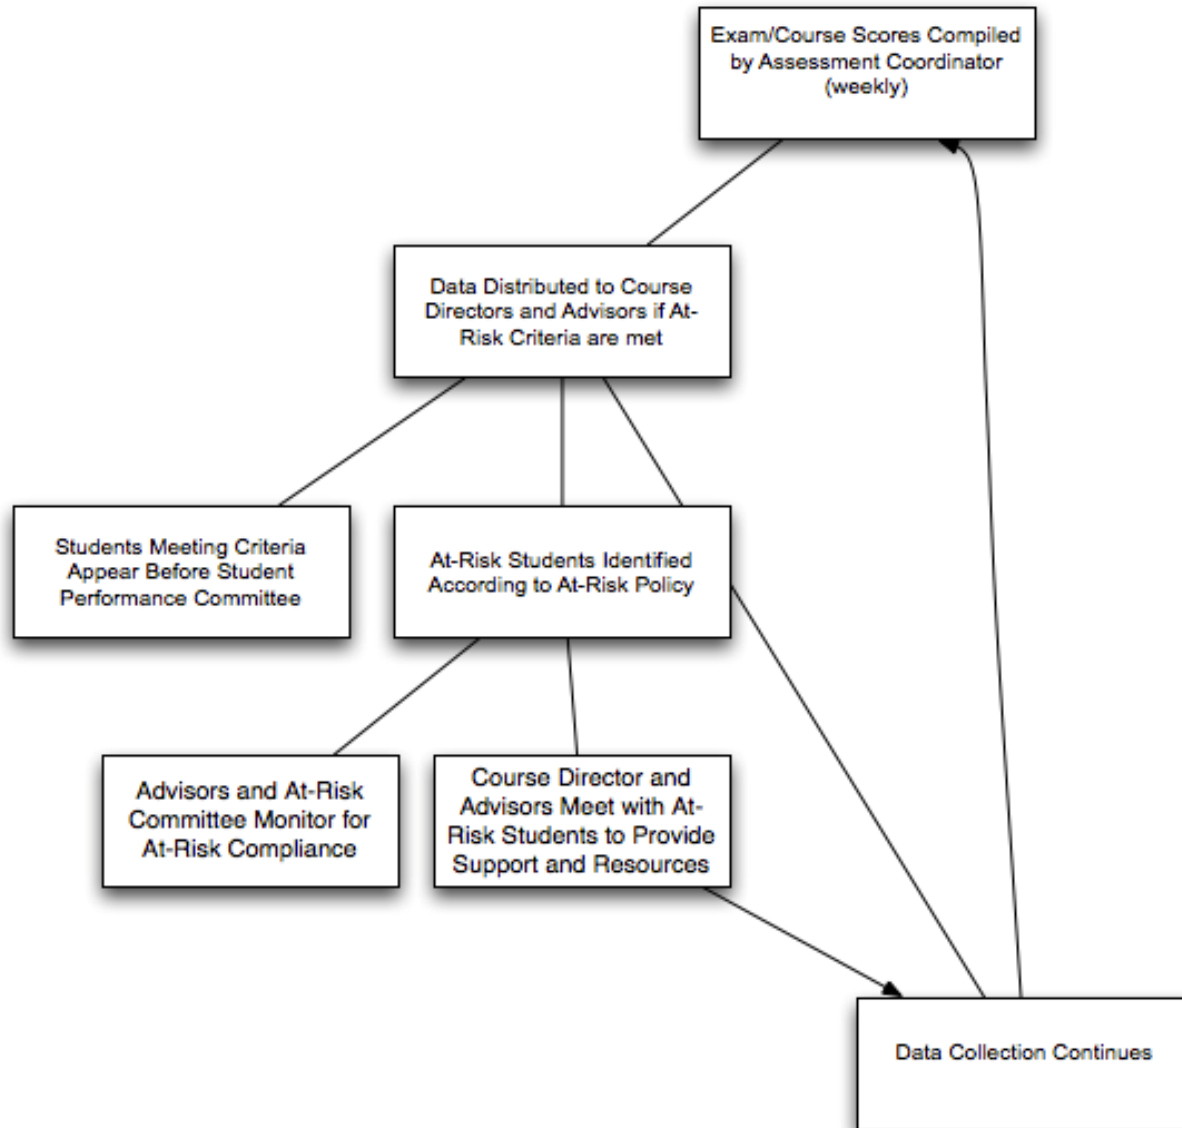 Exam/Course Scores Compiled
by Assessment Coordinator
(weekly)
Data Distributed to Course
Directors and Advisors if At-
Risk Criteria are met
Students Meeting Criteria
Appear Before Student
Performance Committee
At-Risk Students Identified
According to At-Risk Policy
Advisors and At-Risk
Committee Monitor for
At-Risk Compliance
Course Director and
Advisors Meet with At-
Risk Students to Provide
Support and Resources
Data Collection Continues